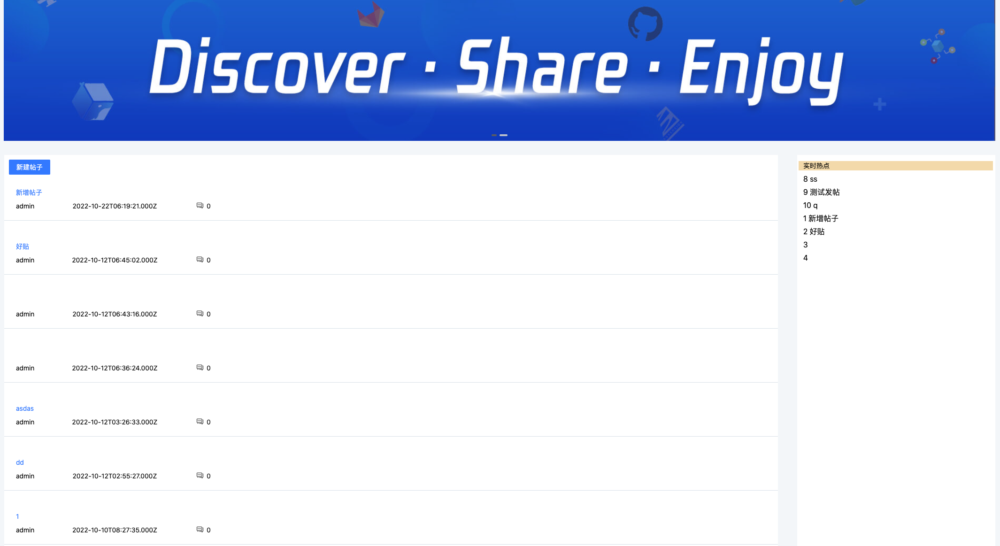 Discover · Share · Enjoy
新建帖子
新增帖子
admin 2022-10-22T06:19:21.000Z 0
好贴
admin 2022-10-12T06:45:02.000Z 0
admin 2022-10-12T06:43:16.000Z 0
admin 2022-10-12T06:36:24.000Z 0
asdas
admin 2022-10-12T03:26:33.000Z 0
dd
admin 2022-10-12T02:55:27.000Z 0
1
admin 2022-10-10T08:27:35.000Z 0
实时热点
8 ss
9 测试发帖
10 q
1 新增帖子
2 好贴
3
4